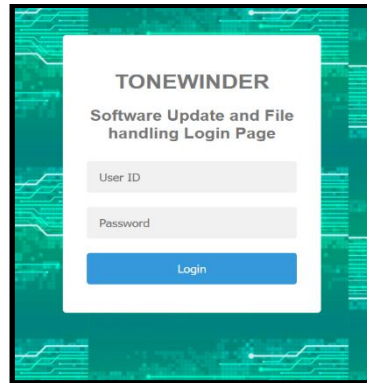 TONEWINDER
Software Update and File
handling Login Page
User ID
Password
Login